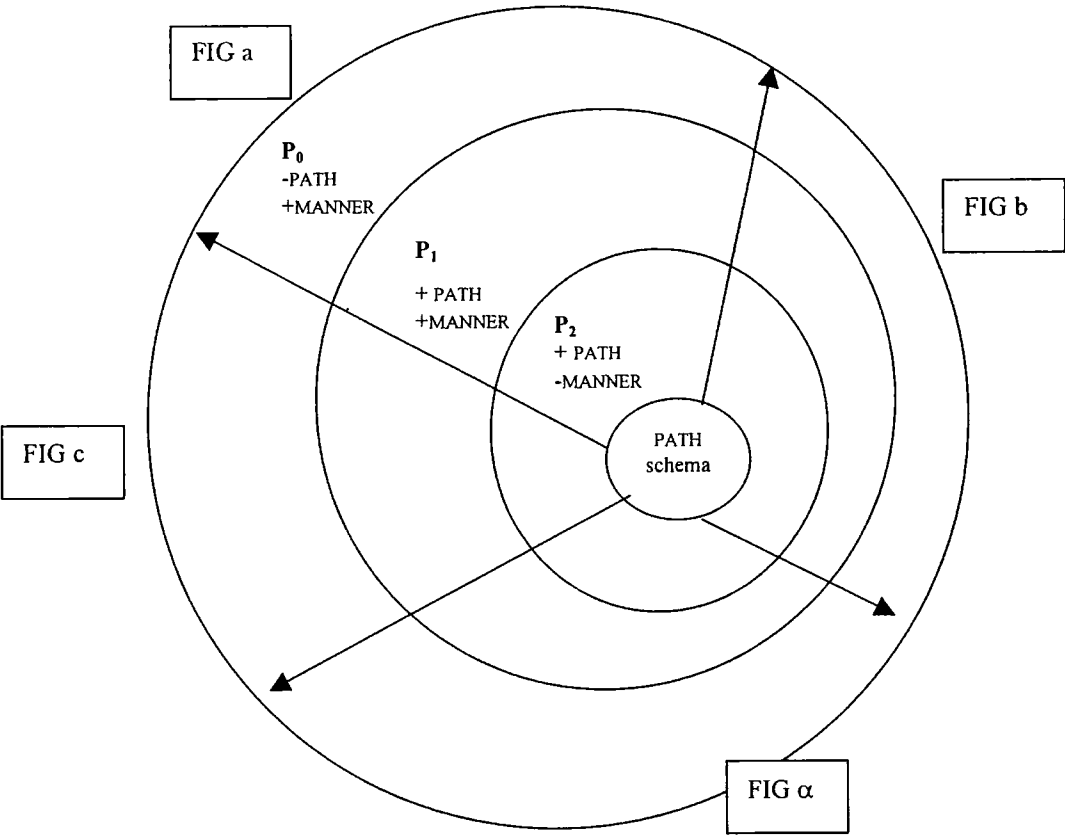 FIG a
P₀
-PATH
+MANNER
FIG b
P₁
+ PATH
+MANNER
P₂
+ PATH
-MANNER
PATH
schema
FIG c
FIG α